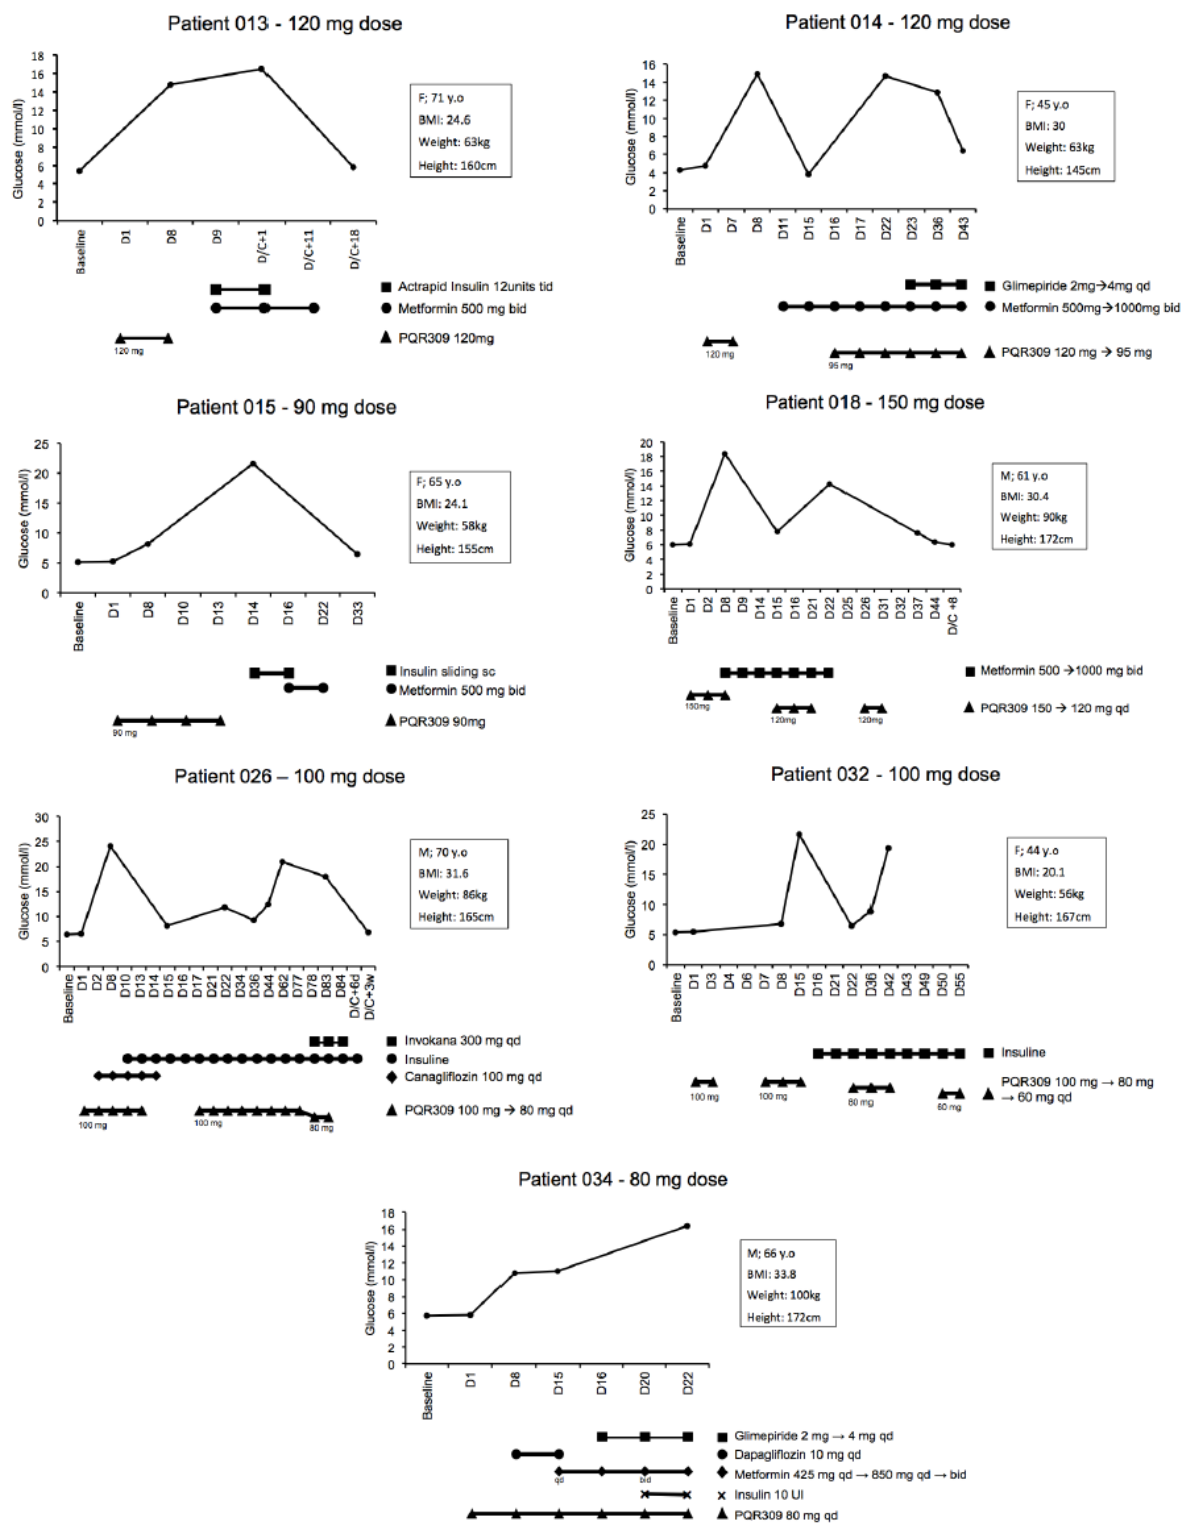 Patient 013 - 120 mg dose
Glucose (mmol/l)
18
16
14
12
10
8
6
4
2
0
Baseline
D1
D8
D9
D/C+1
D/C+11
D/C+18
F; 71 y.o
BMI: 24.6
Weight: 63kg
Height: 160cm
Actrapid Insulin 12units tid
Metformin 500 mg bid
PQR309 120mg
120 mg
Patient 014 - 120 mg dose
Glucose (mmol/l)
16
14
12
10
8
6
4
2
0
Baseline
D1
D7
D8
D11
D15
D16
D17
D22
D23
D36
D43
F; 45 y.o
BMI: 30
Weight: 63kg
Height: 145cm
Glimepiride 2mg→4mg qd
Metformin 500mg→1000mg bid
PQR309 120 mg → 95 mg
120 mg
95 mg
Patient 015 - 90 mg dose
Glucose (mmol/l)
25
20
15
10
5
0
Baseline
D1
D8
D10
D13
D14
D16
D22
D33
F; 65 y.o
BMI: 24.1
Weight: 58kg
Height: 155cm
Insulin sliding sc
Metformin 500 mg bid
PQR309 90mg
90 mg
Patient 018 - 150 mg dose
Glucose (mmol/l)
20
18
16
14
12
10
8
6
4
2
0
Baseline
D1
D2
D8
D9
D14
D15
D16
D21
D22
D25
D26
D31
D32
D37
D44
D/C +8
M; 61 y.o
BMI: 30.4
Weight: 90kg
Height: 172cm
Metformin 500 →1000 mg bid
PQR309 150 → 120 mg qd
150mg
120mg
120mg
Patient 026 – 100 mg dose
Glucose (mmol/l)
30
25
20
15
10
5
0
Baseline
D1
D2
D8
D10
D13
D14
D15
D16
D17
D21
D22
D34
D36
D44
D62
D77
D78
D83
D84
D/C+6d
D/C+3w
M; 70 y.o
BMI: 31.6
Weight: 86kg
Height: 165cm
Invokana 300 mg qd
Insuline
Canagliflozin 100 mg qd
PQR309 100 mg → 80 mg qd
100 mg
100 mg
80 mg
Patient 032 - 100 mg dose
Glucose (mmol/l)
25
20
15
10
5
0
Baseline
D1
D3
D4
D6
D7
D8
D15
D16
D21
D22
D36
D42
D43
D49
D50
D55
F; 44 y.o
BMI: 20.1
Weight: 56kg
Height: 167cm
Insuline
PQR309 100 mg → 80 mg
→ 60 mg qd
100 mg
100 mg
80 mg
60 mg
Patient 034 - 80 mg dose
Glucose (mmol/l)
18
16
14
12
10
8
6
4
2
0
Baseline
D1
D8
D15
D16
D20
D22
M; 66 y.o
BMI: 33.8
Weight: 100kg
Height: 172cm
Glimepiride 2 mg → 4 mg qd
Dapagliflozin 10 mg qd
Metformin 425 mg qd → 850 mg qd → bid
qd
bid
Insulin 10 UI
PQR309 80 mg qd